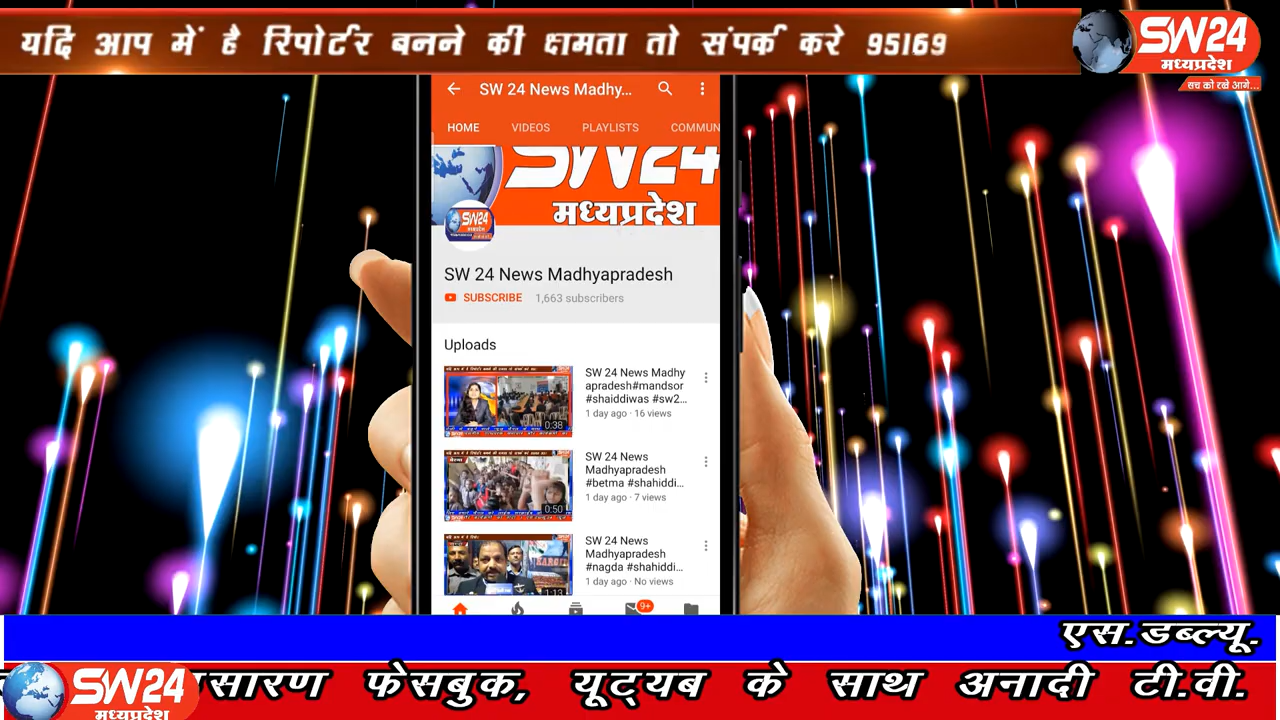 यदि आप में है रिपोर्टर बनने की क्षमता तो संपर्क करे 95169
SW24
मध्यप्रदेश
सच को रखे आगे...
SW 24 News Madhy...
HOME VIDEOS PLAYLISTS COMMUN
SW24
मध्यप्रदेश
SW24
SW 24 News Madhyapradesh
SUBSCRIBE 1,663 subscribers
Uploads
SW 24 News Madhy
apradesh#mandsor
#shaiddiwas #sw2...
1 day ago · 16 views
0:38
SW 24 News
Madhyapradesh
#betma #shahiddi...
1 day ago · 7 views
0:50
SW 24 News
Madhyapradesh
#nagda #shahiddi...
1 day ago · No views
1:13
9+
एस.डब्ल्यू.
सारण फेसबुक, यूट्यब के साथ अनादी टी.वी.
SW24
मध्यप्रदेश